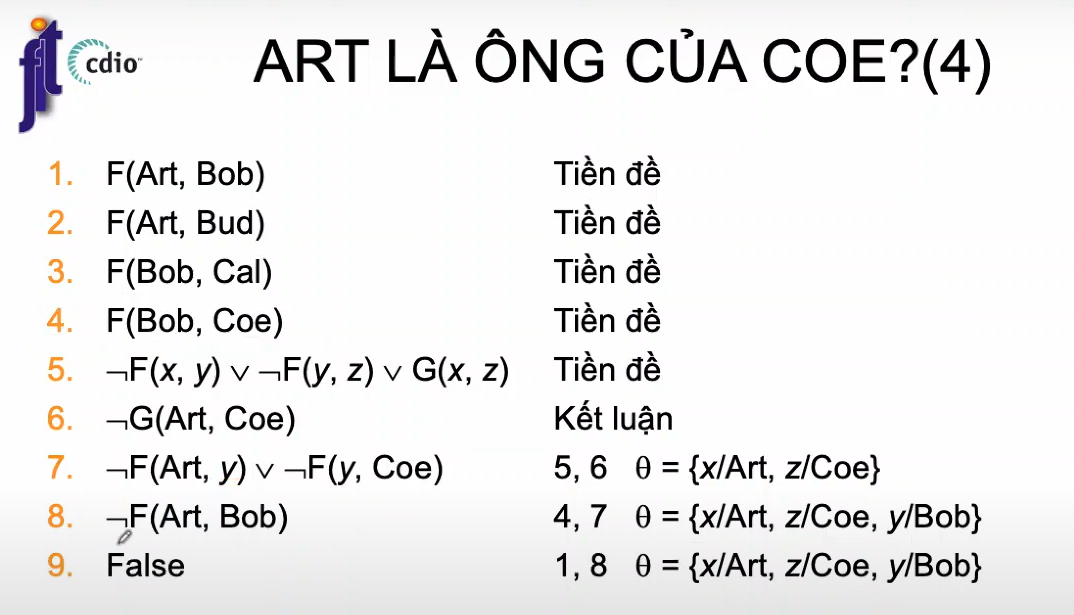 fit cdio
ART LÀ ÔNG CỦA COE?(4)
1. F(Art, Bob) Tiền đề
2. F(Art, Bud) Tiền đề
3. F(Bob, Cal) Tiền đề
4. F(Bob, Coe) Tiền đề
5. ¬F(x, y) ∨ ¬F(y, z) ∨ G(x, z) Tiền đề
6. ¬G(Art, Coe) Kết luận
7. ¬F(Art, y) ∨ ¬F(y, Coe) 5, 6 θ = {x/Art, z/Coe}
8. ¬F(Art, Bob) 4, 7 θ = {x/Art, z/Coe, y/Bob}
9. False 1, 8 θ = {x/Art, z/Coe, y/Bob}